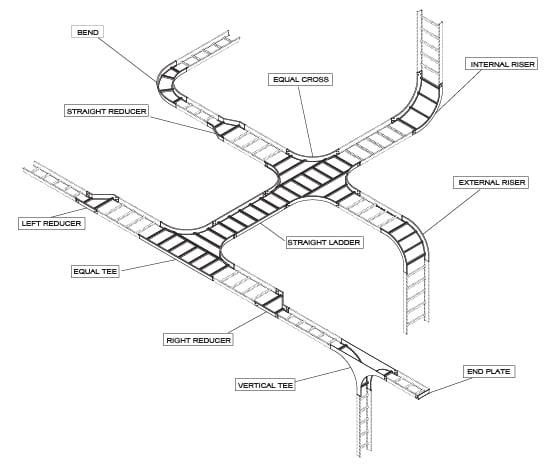 BEND
EQUAL CROSS
INTERNAL RISER
STRAIGHT REDUCER
EXTERNAL RISER
LEFT REDUCER
STRAIGHT LADDER
EQUAL TEE
RIGHT REDUCER
END PLATE
VERTICAL TEE